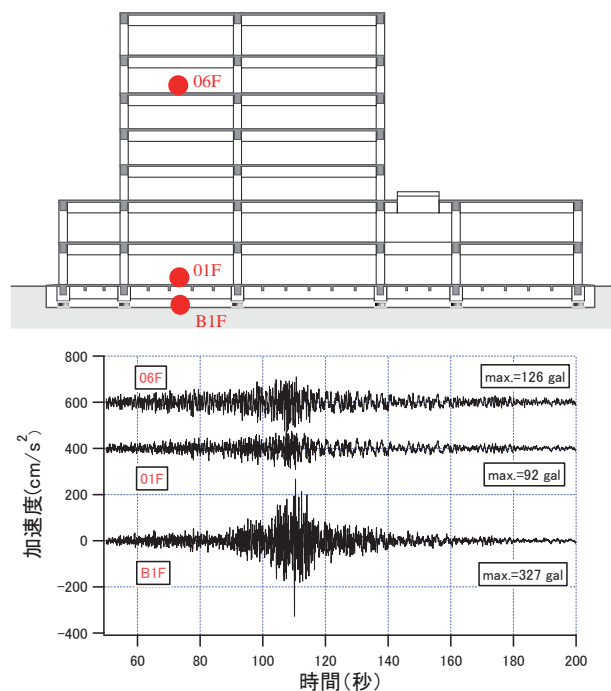 06F
01F
B1F
加速度(cm/s²)
800
600
400
200
0
−200
−400
06F
max.=126 gal
01F
max.=92 gal
B1F
max.=327 gal
60
80
100
120
140
160
180
200
時間(秒)